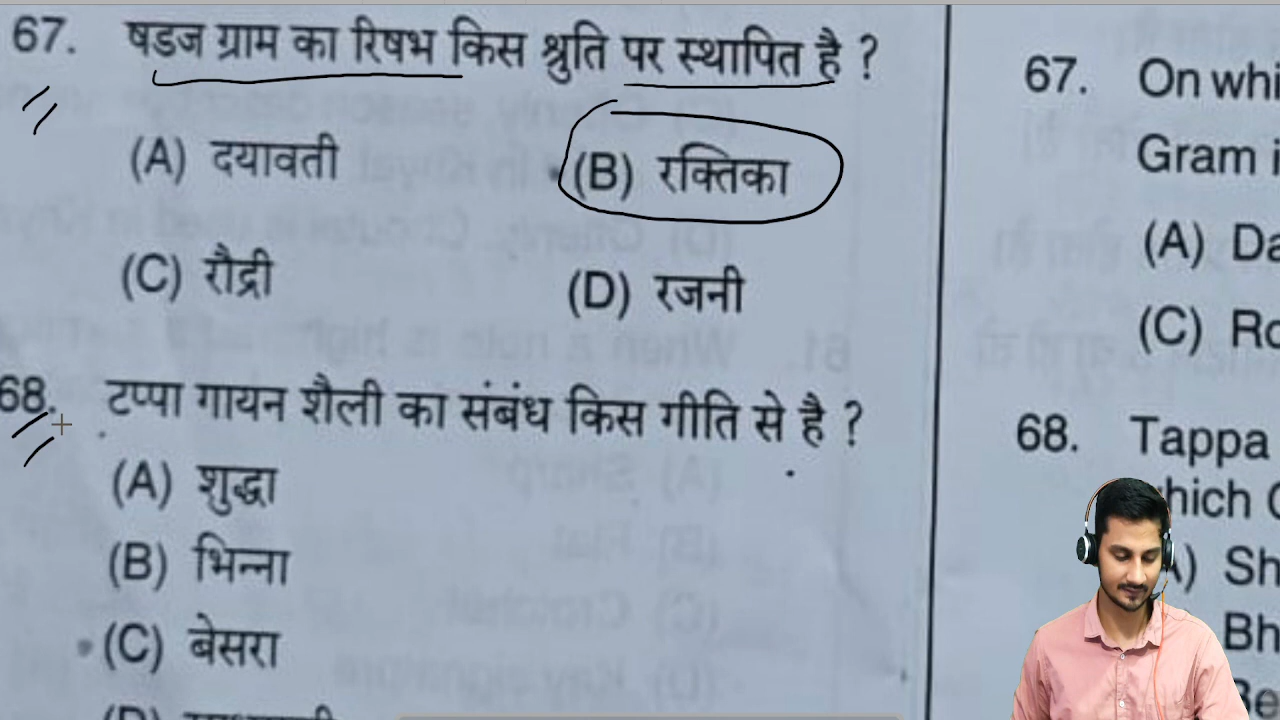 67. षडज ग्राम का रिषभ किस श्रुति पर स्थापित है ?
(A) दयावती (B) रक्तिका
(C) रौद्री (D) रजनी
68. टप्पा गायन शैली का संबंध किस गीति से है ?
(A) शुद्धा
(B) भिन्ना
(C) बेसरा
(D)
67. On whi
Gram i
(A) Da
(C) Ro
68. Tappa
hich
) Sh
Bh
Be